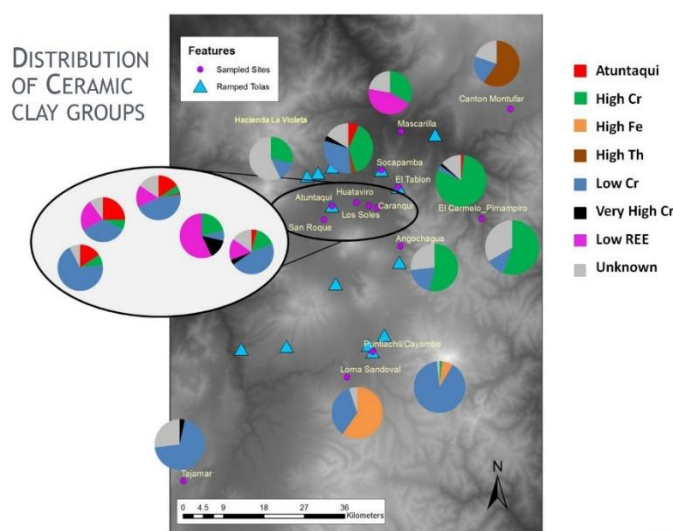 DISTRIBUTION
OF CERAMIC
CLAY GROUPS
Features
Sampled Sites
Ramped Tolas
Canton Montufar
Mascarilla
Hacienda La Violeta
Socapamba
El Tablon
Atuntaqui
Huataviro
Caranqui
Los Soles
San Roque
El Carmelo_Pimampiro
Angochagua
Puntiachil/Cayambe
Loma Sandoval
Tajamar
0 4.5 9 18 27 36
Kilometers
N
Atuntaqui
High Cr
High Fe
High Th
Low Cr
Very High Cr
Low REE
Unknown